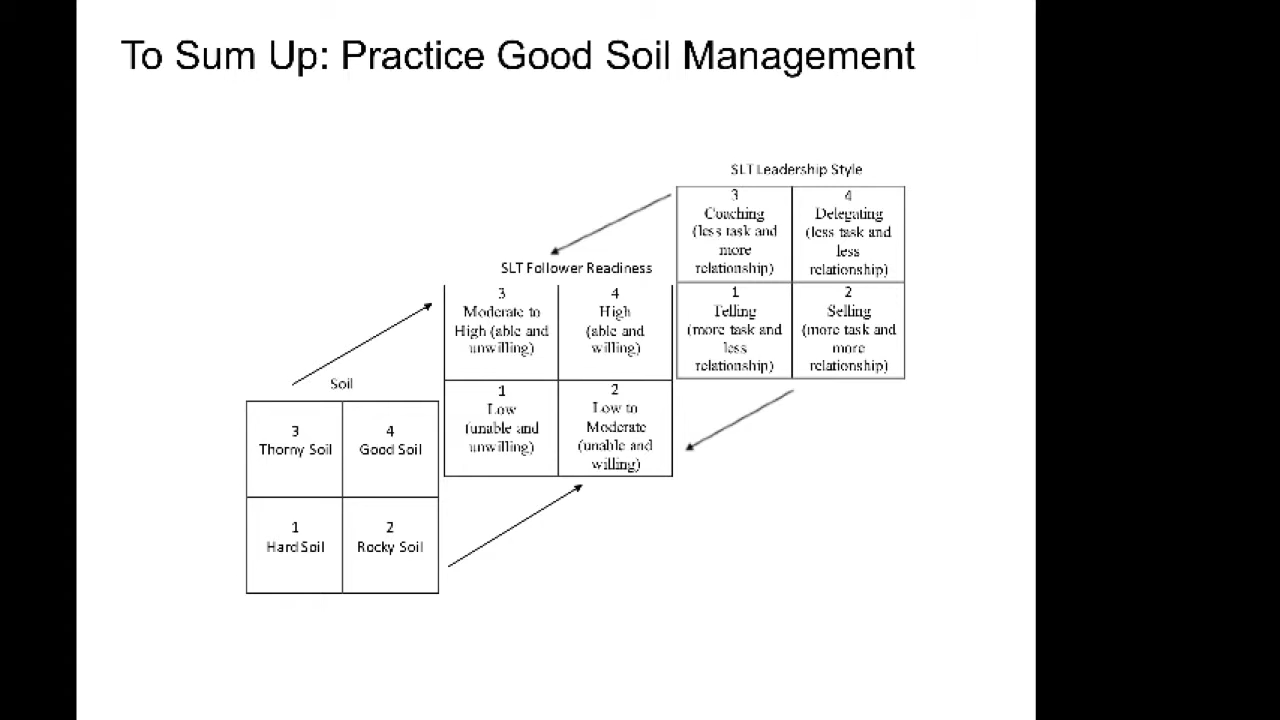 To Sum Up: Practice Good Soil Management
SLT Leadership Style
3
Coaching
(less task and
more
relationship)
4
Delegating
(less task and
less
relationship)
1
Telling
(more task and
less
relationship)
2
Selling
(more task and
more
relationship)
SLT Follower Readiness
3
Moderate to
High (able and
unwilling)
4
High
(able and
willing)
1
Low
(unable and
unwilling)
2
Low to
Moderate
(unable and
willing)
Soil
3
Thorny Soil
4
Good Soil
1
Hard Soil
2
Rocky Soil